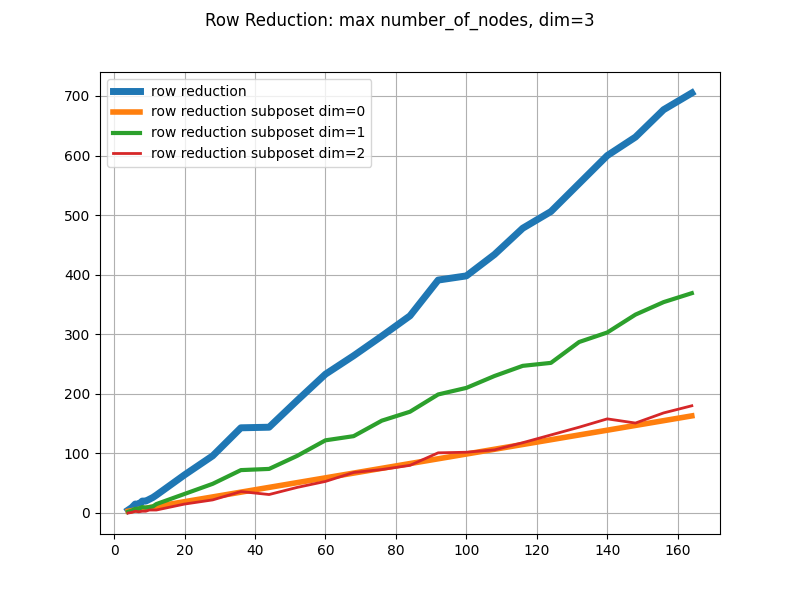 Row Reduction: max number_of_nodes, dim=3
row reduction
row reduction subposet dim=0
row reduction subposet dim=1
row reduction subposet dim=2
700
600
500
400
300
200
100
0
0 20 40 60 80 100 120 140 160